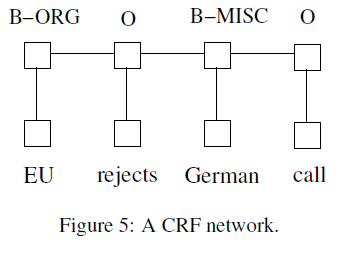 B–ORG O B–MISC O
EU rejects German call
Figure 5: A CRF network.